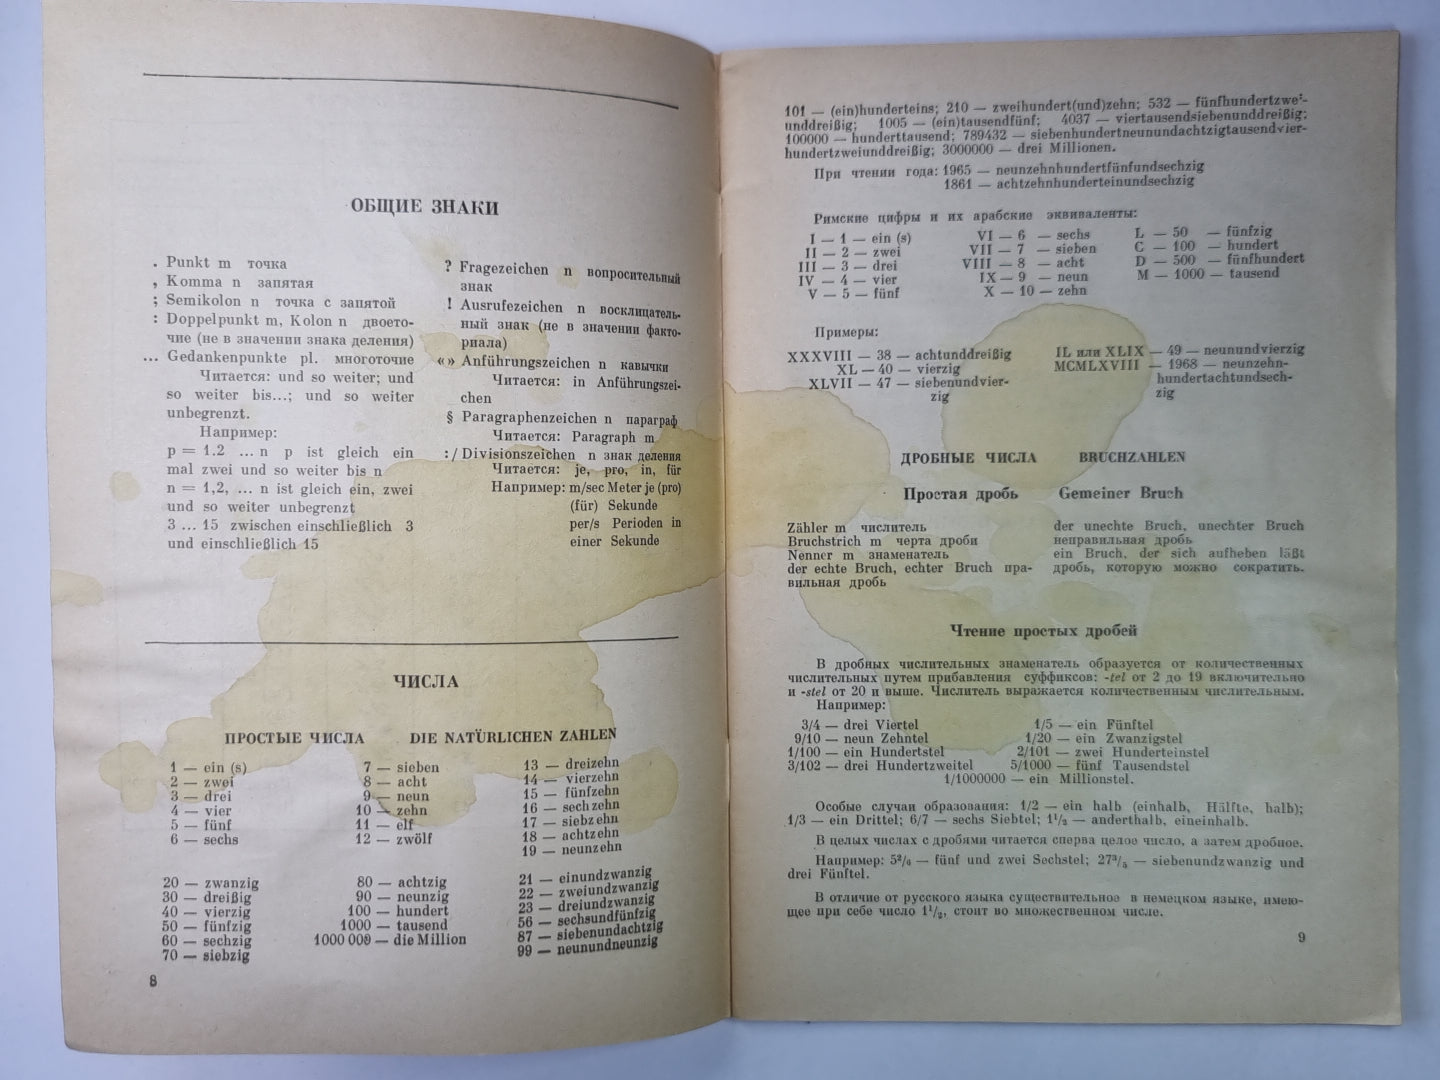 ОБЩИЕ ЗНАКИ
. Punkt m точка
, Komma n запятая
; Semikolon n точка с запятой
: Doppelpunkt m, Kolon n двоето-
чие (не в значении знака деления)
... Gedankenpunkte pl. многоточие
Читается: und so weiter; und
so weiter bis...; und so weiter
unbegrenzt.
Например:
p = 1.2 ... n p ist gleich ein
mal zwei und so weiter bis n
n = 1,2, ... n ist gleich ein, zwei
und so weiter unbegrenzt
3 ... 15 zwischen einschließlich 3
und einschließlich 15
? Fragezeichen n вопросительный
знак
! Ausrufezeichen n восклицатель-
ный знак (не в значении факто-
риала)
«» Anführungszeichen n кавычки
Читается: in Anführungszei-
chen
§ Paragraphenzeichen n параграф
Читается: Paragraph m
:/ Divisionszeichen n знак деления
Читается: je, pro, in, für
Например: m/sec Meter je (pro)
(für) Sekunde
per/s Perioden in
einer Sekunde
ЧИСЛА
ПРОСТЫЕ ЧИСЛА DIE NATÜRLICHEN ZAHLEN
1 — ein (s)
2 — zwei
3 — drei
4 — vier
5 — fünf
6 — sechs
7 — sieben
8 — acht
9 — neun
10 — zehn
11 — elf
12 — zwölf
13 — dreizehn
14 — vierzehn
15 — fünfzehn
16 — sechzehn
17 — siebzehn
18 — achtzehn
19 — neunzehn
20 — zwanzig
30 — dreißig
40 — vierzig
50 — fünfzig
60 — sechzig
70 — siebzig
80 — achtzig
90 — neunzig
100 — hundert
1000 — tausend
1000 000 — die Million
21 — einundzwanzig
22 — zweiundzwanzig
23 — dreiundzwanzig
56 — sechsundfünfzig
87 — siebenundachtzig
99 — neunundneunzig
8
101 — (ein)hunderteins; 210 — zweihundert(und)zehn; 532 — fünfhundertzwei-
unddreißig; 1005 — (ein)tausendfünf; 4037 — viertausendsiebenunddreißig;
100000 — hunderttausend; 789432 — siebenhundertneunundachtzigtausendvier-
hundertzweiunddreißig; 3000000 — drei Millionen.
При чтении года: 1965 — neunzehnhundertfünfundsechzig
1861 — achtzehnhunderteinundsechzig
Римские цифры и их арабские эквиваленты:
I — 1 — ein (s)
II — 2 — zwei
III — 3 — drei
IV — 4 — vier
V — 5 — fünf
VI — 6 — sechs
VII — 7 — sieben
VIII — 8 — acht
IX — 9 — neun
X — 10 — zehn
L — 50 — fünfzig
C — 100 — hundert
D — 500 — fünfhundert
M — 1000 — tausend
Примеры:
XXXVIII — 38 — achtunddreißig
XL — 40 — vierzig
XLVII — 47 — siebenundvier-
zig
IL или XLIX — 49 — neunundvierzig
MCMLXVIII — 1968 — neunzehn-
hundertachtundsech-
zig
ДРОБНЫЕ ЧИСЛА BRUCHZAHLEN
Простая дробь Gemeiner Bruch
Zähler m числитель
Bruchstrich m черта дроби
Nenner m знаменатель
der echte Bruch, echter Bruch пра-
вильная дробь
der unechte Bruch, unechter Bruch
неправильная дробь
ein Bruch, der sich aufheben läßt
дробь, которую можно сократить.
Чтение простых дробей
В дробных числительных знаменатель образуется от количественных
числительных путем прибавления суффиксов: -tel от 2 до 19 включительно
и -stel от 20 и выше. Числитель выражается количественным числительным.
Например:
3/4 — drei Viertel
9/10 — neun Zehntel
1/100 — ein Hundertstel
3/102 — drei Hundertzweitel
1/5 — ein Fünftel
1/20 — ein Zwanzigstel
2/101 — zwei Hunderteinstel
5/1000 — fünf Tausendstel
1/1000000 — ein Millionstel.
Особые случаи образования: 1/2 — ein halb (einhalb, Hälfte, halb);
1/3 — ein Drittel; 6/7 — sechs Siebtel; 1¹/₂ — anderthalb, eineinhalb.
В целых числах с дробями читается сперва целое число, а затем дробное.
Например: 5²/₆ — fünf und zwei Sechstel; 27³/₅ — siebenundzwanzig und
drei Fünftel.
В отличие от русского языка существительное в немецком языке, имею-
щее при себе число 1¹/₂, стоит во множественном числе.
9